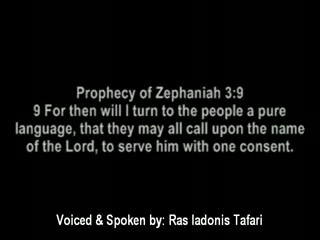 Prophecy of Zephaniah 3:9
9 For then will I turn to the people a pure
language, that they may all call upon the name
of the Lord, to serve him with one consent.
Voiced & Spoken by: Ras Iadonis Tafari